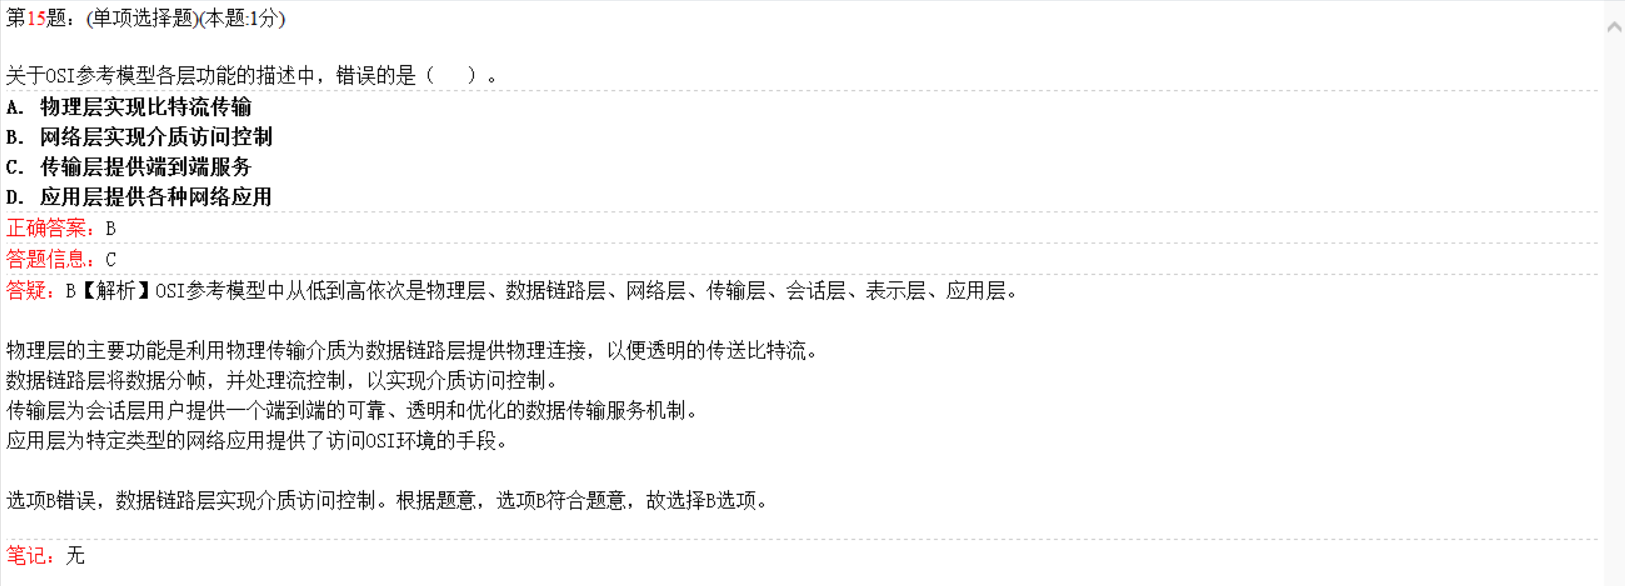 第15题：(单项选择题)(本题:1分)
关于OSI参考模型各层功能的描述中，错误的是（　）。
A. 物理层实现比特流传输
B. 网络层实现介质访问控制
C. 传输层提供端到端服务
D. 应用层提供各种网络应用
正确答案：B
答题信息：C
答疑：B【解析】OSI参考模型中从低到高依次是物理层、数据链路层、网络层、传输层、会话层、表示层、应用层。
物理层的主要功能是利用物理传输介质为数据链路层提供物理连接，以便透明的传送比特流。
数据链路层将数据分帧，并处理流控制，以实现介质访问控制。
传输层为会话层用户提供一个端到端的可靠、透明和优化的数据传输服务机制。
应用层为特定类型的网络应用提供了访问OSI环境的手段。
选项B错误，数据链路层实现介质访问控制。根据题意，选项B符合题意，故选择B选项。
笔记：无